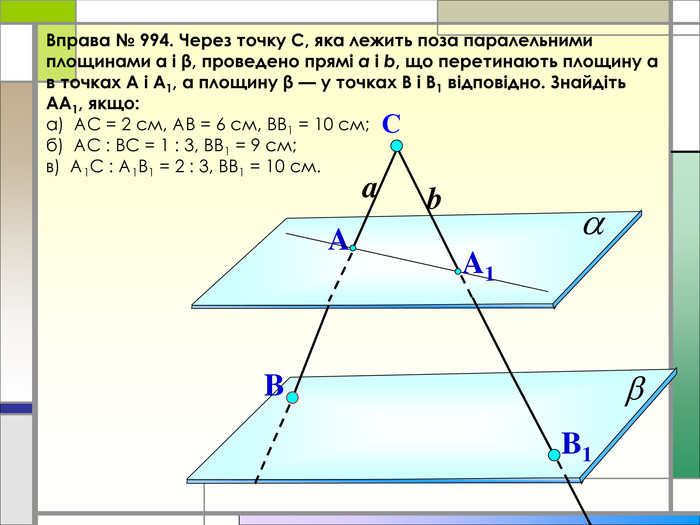 Вправа № 994. Через точку С, яка лежить поза паралельними
площинами α і β, проведено прямі a і b, що перетинають площину α
в точках А і А₁, а площину β — у точках В і В₁ відповідно. Знайдіть
АА₁, якщо:
а) АС = 2 см, АВ = 6 см, ВВ₁ = 10 см;
б) АС : ВС = 1 : 3, ВВ₁ = 9 см;
в) А₁С : А₁В₁ = 2 : 3, ВВ₁ = 10 см.
С
a
b
α
А
А₁
В
β
В₁